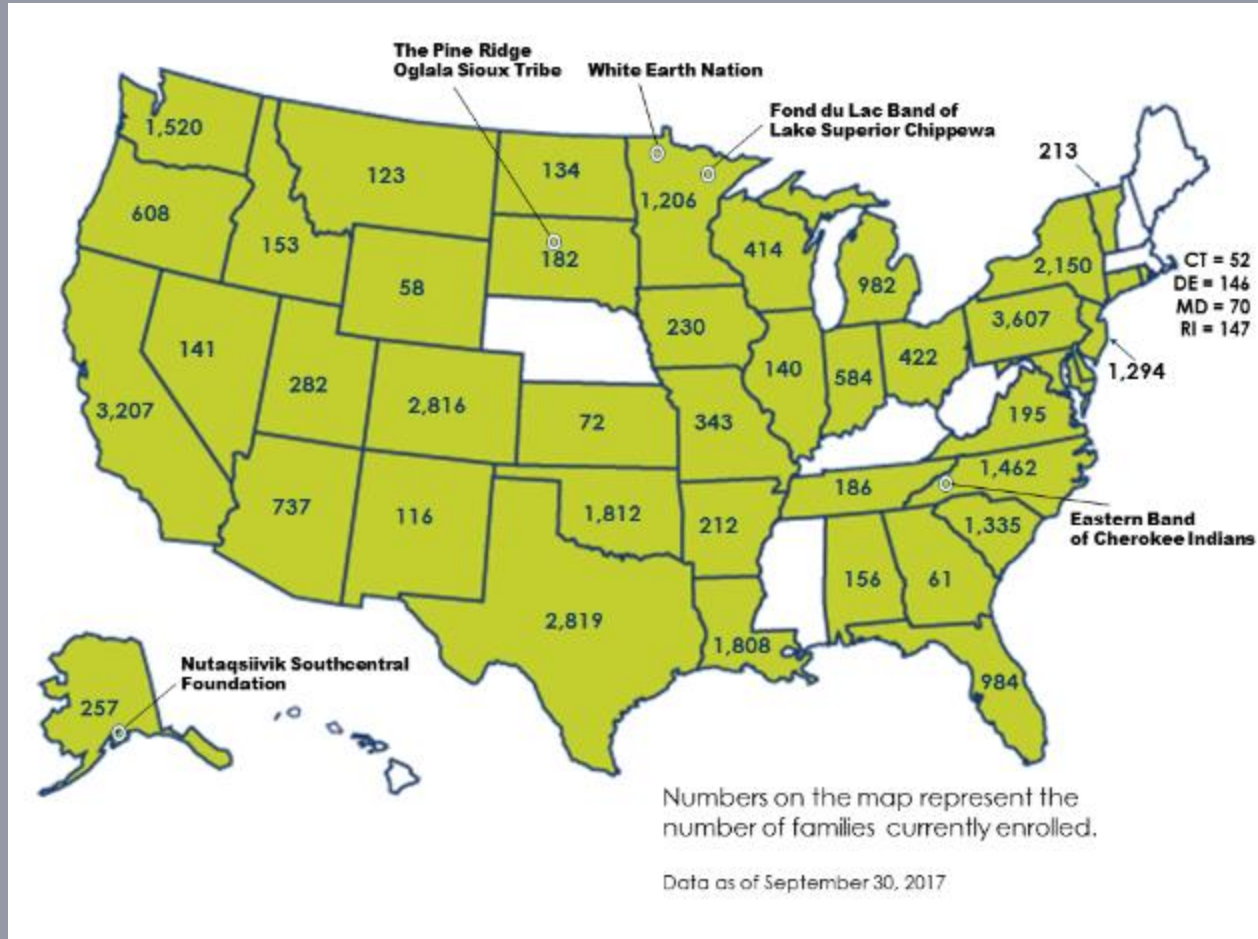 The Pine Ridge
Oglala Sioux Tribe
White Earth Nation
Fond du Lac Band of
Lake Superior Chippewa
1,520
123
134
1,206
213
608
153
182
414
2,150
CT = 52
DE = 146
MD = 70
RI = 147
58
982
230
3,607
141
282
2,816
140
584
422
1,294
3,207
72
343
195
737
116
1,812
212
186
1,462
1,335
Eastern Band
of Cherokee Indians
156
61
2,819
1,808
984
Nutaqsiivik Southcentral
Foundation
257
Numbers on the map represent the
number of families currently enrolled.
Data as of September 30, 2017